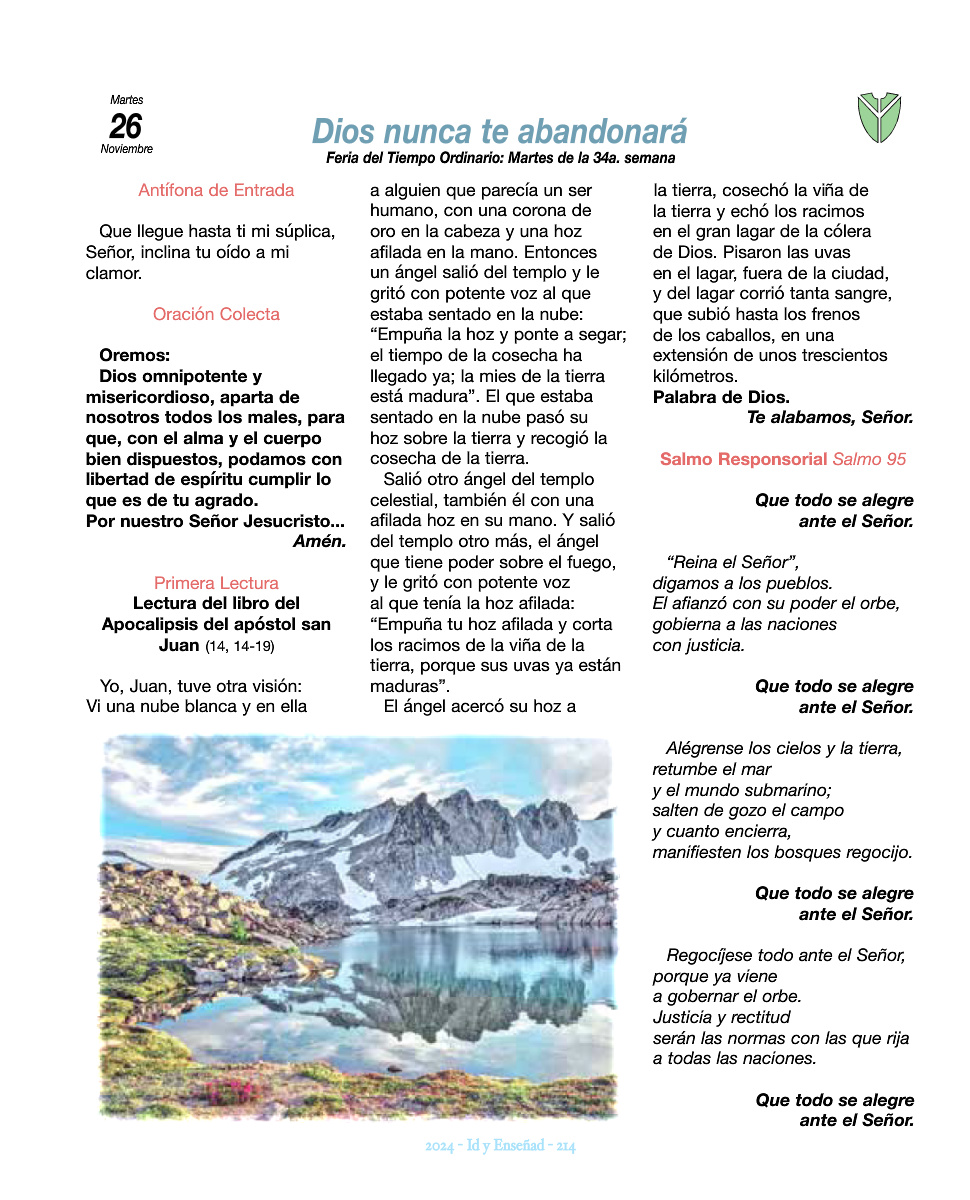 Martes
26
Noviembre
Dios nunca te abandonará
Feria del Tiempo Ordinario: Martes de la 34a. semana
Antífona de Entrada
Que llegue hasta ti mi súplica,
Señor, inclina tu oído a mi
clamor.
Oración Colecta
Oremos:
Dios omnipotente y
misericordioso, aparta de
nosotros todos los males, para
que, con el alma y el cuerpo
bien dispuestos, podamos con
libertad de espíritu cumplir lo
que es de tu agrado.
Por nuestro Señor Jesucristo...
Amén.
Primera Lectura
Lectura del libro del
Apocalipsis del apóstol san
Juan (14, 14-19)
Yo, Juan, tuve otra visión:
Vi una nube blanca y en ella
a alguien que parecía un ser
humano, con una corona de
oro en la cabeza y una hoz
afilada en la mano. Entonces
un ángel salió del templo y le
gritó con potente voz al que
estaba sentado en la nube:
“Empuña la hoz y ponte a segar;
el tiempo de la cosecha ha
llegado ya; la mies de la tierra
está madura”. El que estaba
sentado en la nube pasó su
hoz sobre la tierra y recogió la
cosecha de la tierra.
Salió otro ángel del templo
celestial, también él con una
afilada hoz en su mano. Y salió
del templo otro más, el ángel
que tiene poder sobre el fuego,
y le gritó con potente voz
al que tenía la hoz afilada:
“Empuña tu hoz afilada y corta
los racimos de la viña de la
tierra, porque sus uvas ya están
maduras”.
El ángel acercó su hoz a
la tierra, cosechó la viña de
la tierra y echó los racimos
en el gran lagar de la cólera
de Dios. Pisaron las uvas
en el lagar, fuera de la ciudad,
y del lagar corrió tanta sangre,
que subió hasta los frenos
de los caballos, en una
extensión de unos trescientos
kilómetros.
Palabra de Dios.
Te alabamos, Señor.
Salmo Responsorial Salmo 95
Que todo se alegre
ante el Señor.
“Reina el Señor”,
digamos a los pueblos.
El afianzó con su poder el orbe,
gobierna a las naciones
con justicia.
Que todo se alegre
ante el Señor.
Alégrense los cielos y la tierra,
retumbe el mar
y el mundo submarino;
salten de gozo el campo
y cuanto encierra,
manifiesten los bosques regocijo.
Que todo se alegre
ante el Señor.
Regocíjese todo ante el Señor,
porque ya viene
a gobernar el orbe.
Justicia y rectitud
serán las normas con las que rija
a todas las naciones.
Que todo se alegre
ante el Señor.
2024 - Id y Enseñad - 214